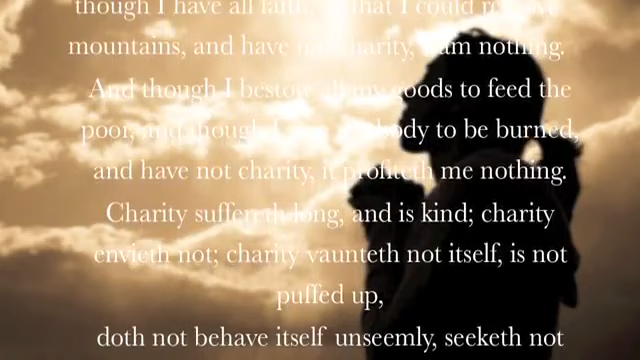 though I have all faith, so that I could remove
mountains, and have not charity, I am nothing.
And though I bestow all my goods to feed the
poor, and though I give my body to be burned,
and have not charity, it profiteth me nothing.
Charity suffereth long, and is kind; charity
envieth not; charity vaunteth not itself, is not
puffed up,
doth not behave itself unseemly, seeketh not